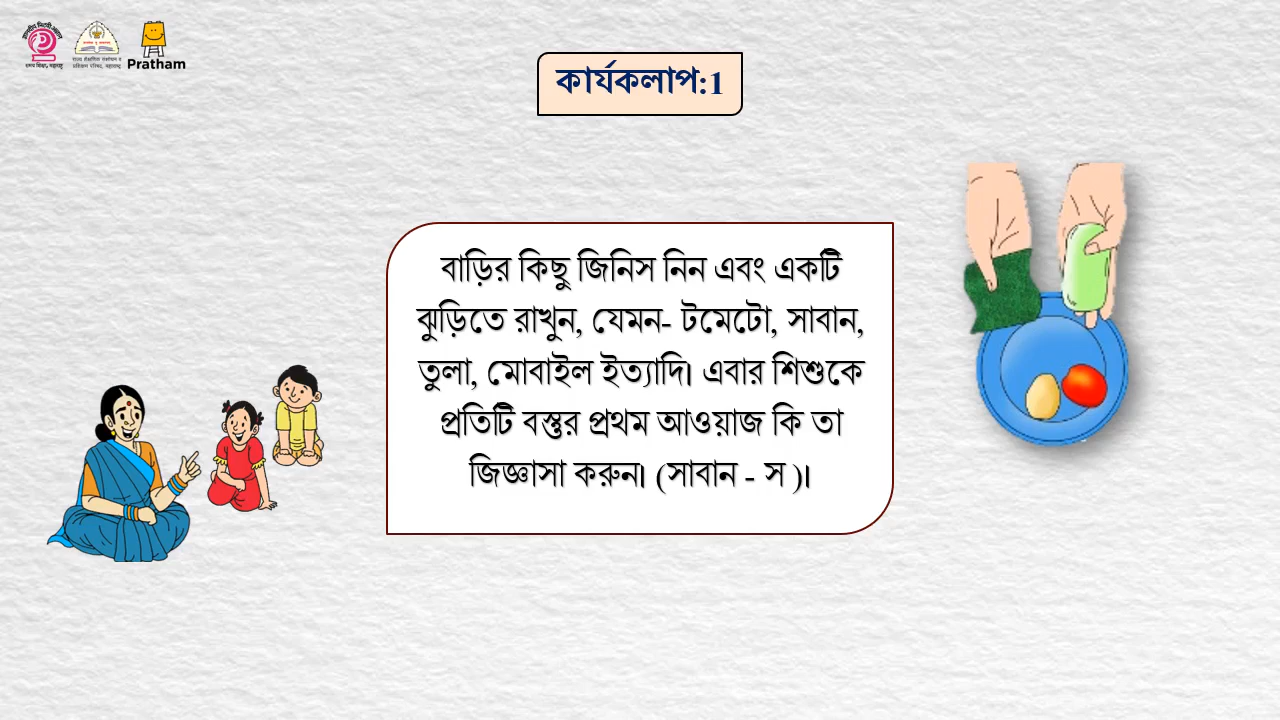 Pratham
কার্যকলাপ:1
বাড়ির কিছু জিনিস নিন এবং একটি
ঝুড়িতে রাখুন, যেমন- টমেটো, সাবান,
তুলা, মোবাইল ইত্যাদি। এবার শিশুকে
প্রতিটি বস্তুর প্রথম আওয়াজ কি তা
জিজ্ঞাসা করুন। (সাবান - স )।